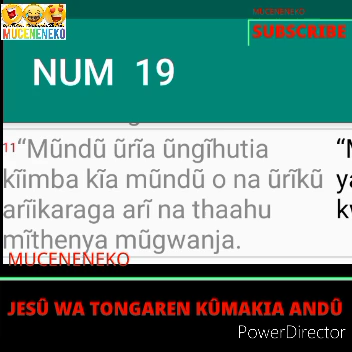 MUCENENEKO
MUCENENEKO
SUBSCRIBE
NUM 19
11“Mũndũ ũrĩa ũngĩhutia
kĩimba kĩa mũndũ o na ũrĩkũ
arĩikaraga arĩ na thaahu
mĩthenya mũgwanja.
MUCENENEKO
JESŨ WA TONGAREN KŨMAKIA ANDŨ
PowerDirector